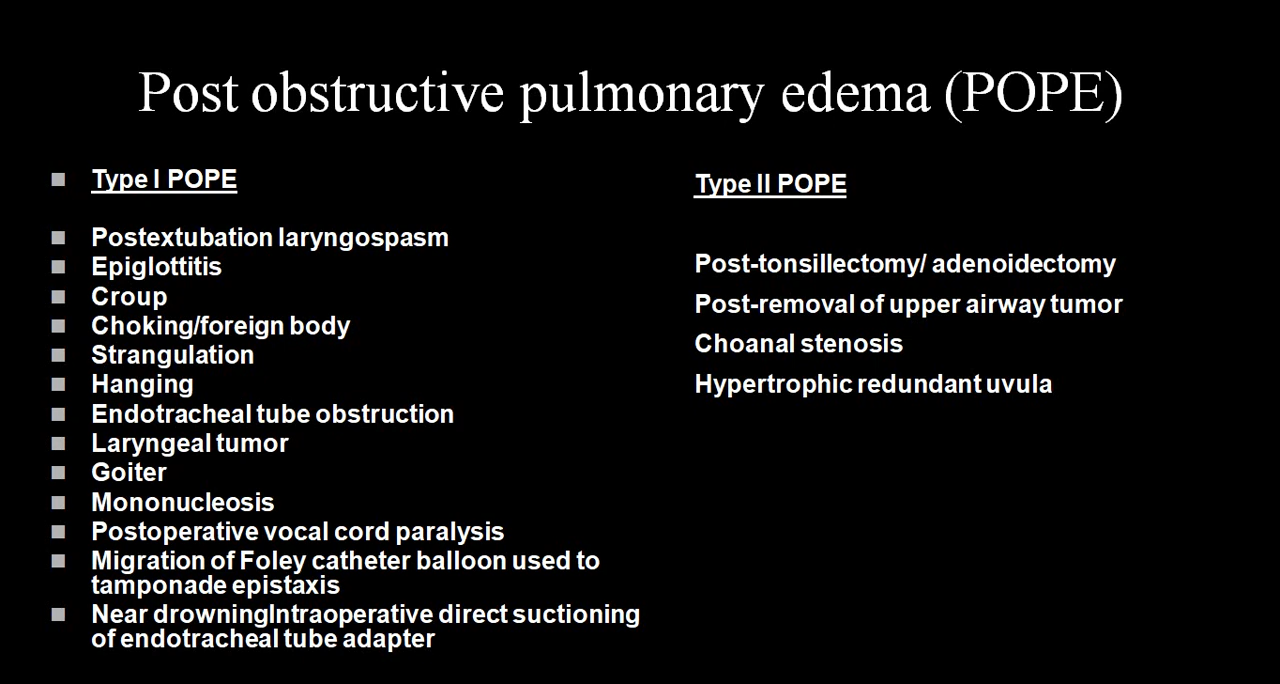 Post obstructive pulmonary edema (POPE)
Type I POPE
Postextubation laryngospasm
Epiglottitis
Croup
Choking/foreign body
Strangulation
Hanging
Endotracheal tube obstruction
Laryngeal tumor
Goiter
Mononucleosis
Postoperative vocal cord paralysis
Migration of Foley catheter balloon used to
tamponade epistaxis
Near drowningIntraoperative direct suctioning
of endotracheal tube adapter
Type II POPE
Post-tonsillectomy/ adenoidectomy
Post-removal of upper airway tumor
Choanal stenosis
Hypertrophic redundant uvula